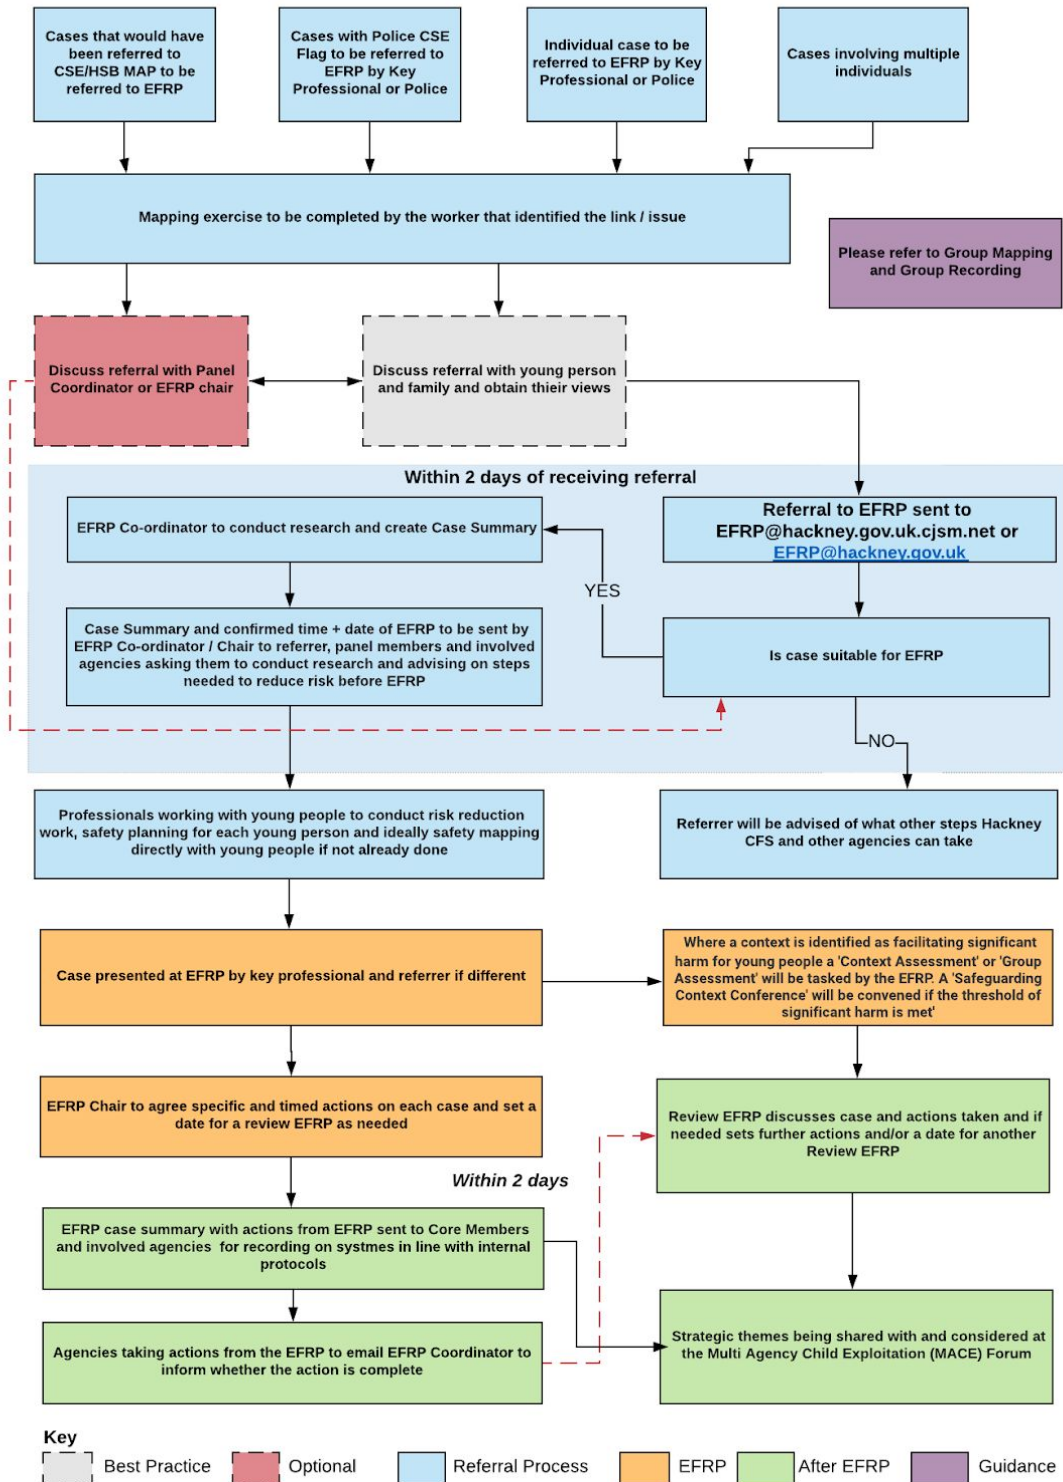 Cases that would have
been referred to
CSE/HSB MAP to be
referred to EFRP
Cases with Police CSE
Flag to be referred to
EFRP by Key
Professional or Police
Individual case to be
referred to EFRP by Key
Professional or Police
Cases involving multiple
individuals
Mapping exercise to be completed by the worker that identified the link / issue
Please refer to Group Mapping
and Group Recording
Discuss referral with Panel
Coordinator or EFRP chair
Discuss referral with young person
and family and obtain thieir views
Within 2 days of receiving referral
EFRP Co-ordinator to conduct research and create Case Summary
Referral to EFRP sent to
EFRP@hackney.gov.uk.cjsm.net or
EFRP@hackney.gov.uk
YES
Case Summary and confirmed time + date of EFRP to be sent by
EFRP Co-ordinator / Chair to referrer, panel members and involved
agencies asking them to conduct research and advising on steps
needed to reduce risk before EFRP
Is case suitable for EFRP
NO
Professionals working with young people to conduct risk reduction
work, safety planning for each young person and ideally safety mapping
directly with young people if not already done
Referrer will be advised of what other steps Hackney
CFS and other agencies can take
Case presented at EFRP by key professional and referrer if different
Where a context is identified as facilitating significant
harm for young people a 'Context Assessment' or 'Group
Assessment' will be tasked by the EFRP. A 'Safeguarding
Context Conference' will be convened if the threshold of
significant harm is met'
EFRP Chair to agree specific and timed actions on each case and set a
date for a review EFRP as needed
Review EFRP discusses case and actions taken and if
needed sets further actions and/or a date for another
Review EFRP
Within 2 days
EFRP case summary with actions from EFRP sent to Core Members
and involved agencies for recording on systmes in line with internal
protocols
Agencies taking actions from the EFRP to email EFRP Coordinator to
inform whether the action is complete
Strategic themes being shared with and considered at
the Multi Agency Child Exploitation (MACE) Forum
Key
Best Practice
Optional
Referral Process
EFRP
After EFRP
Guidance